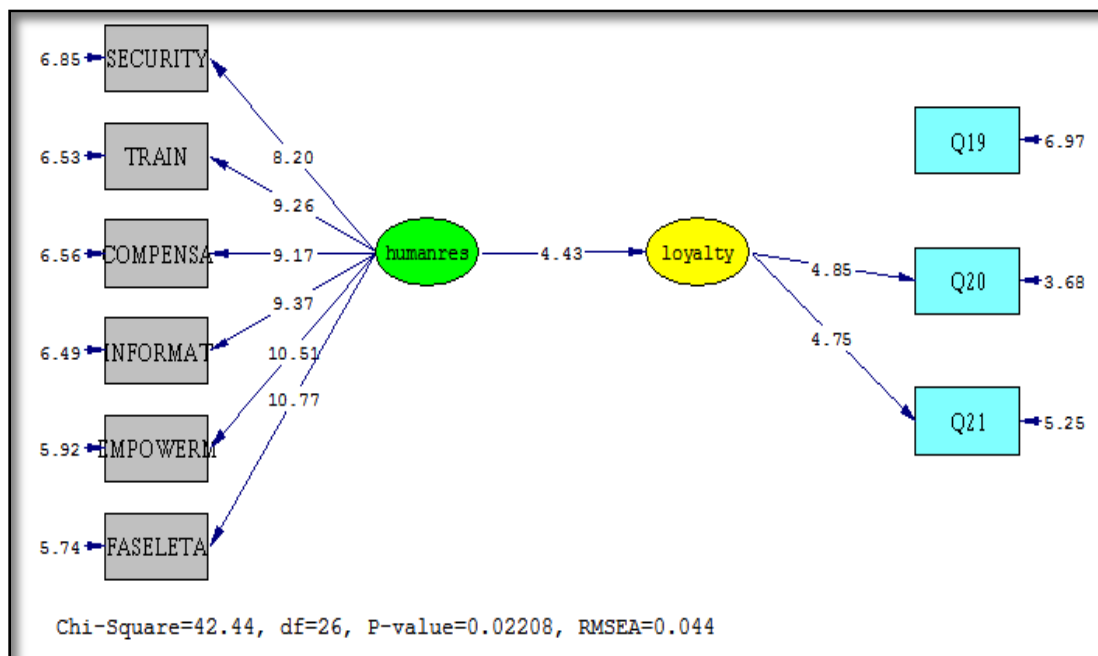 6.85 SECURITY
8.20
6.53 TRAIN
9.26
6.56 COMPENSA
9.17
6.49 INFORMAT
9.37
5.92 EMPOWERM
10.51
5.74 FASELETA
10.77
humanres
4.43
loyalty
4.85
4.75
Q19 6.97
Q20 3.68
Q21 5.25
Chi-Square=42.44, df=26, P-value=0.02208, RMSEA=0.044